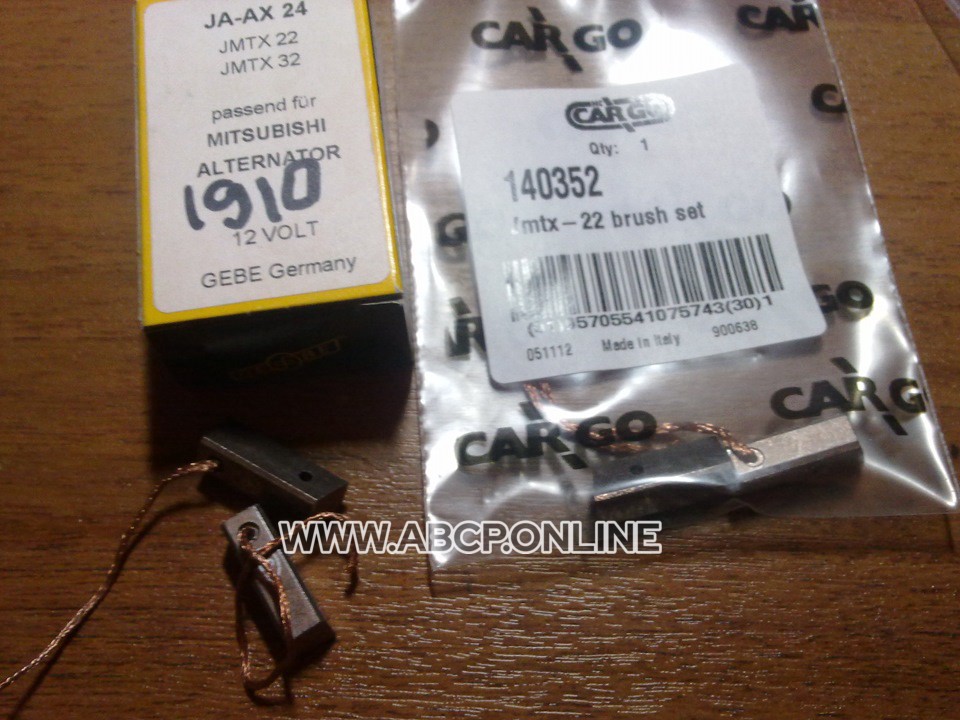 JA-AX 24
JMTX 22
JMTX 32
passend für
MITSUBISHI
ALTERNATOR
1910
12 VOLT
GEBE Germany
CARGO
CARGO
Qty: 1
140352
Jmtx-22 brush set
5705541075743(30)1
051112 Made in Italy 900638
CARGO
CARG
WWW.ABCP.ONLINE